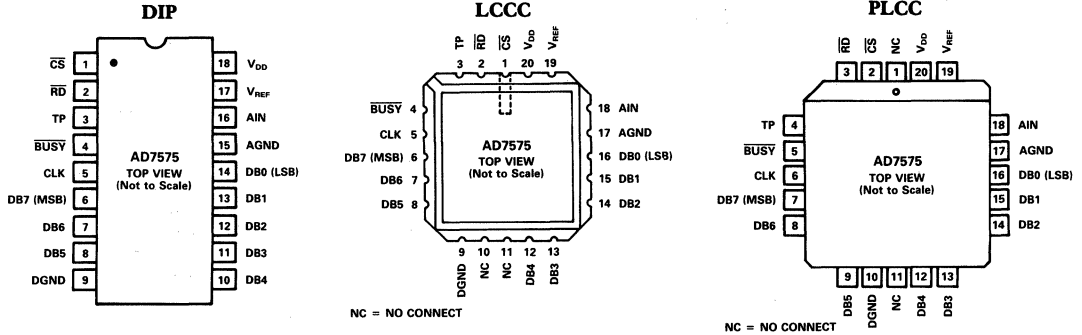 DIP
CS 1
RD 2
TP 3
BUSY 4
CLK 5
DB7 (MSB) 6
DB6 7
DB5 8
DGND 9
18 VDD
17 VREF
16 AIN
15 AGND
14 DB0 (LSB)
13 DB1
12 DB2
11 DB3
10 DB4
AD7575
TOP VIEW
(Not to Scale)
LCCC
TP RD CS VDD VREF
3 2 1 20 19
BUSY 4
CLK 5
DB7 (MSB) 6
DB6 7
DB5 8
18 AIN
17 AGND
16 DB0 (LSB)
15 DB1
14 DB2
AD7575
TOP VIEW
(Not to Scale)
9 10 11 12 13
DGND NC NC DB4 DB3
NC = NO CONNECT
PLCC
RD CS NC VDD VREF
3 2 1 20 19
TP 4
BUSY 5
CLK 6
DB7 (MSB) 7
DB6 8
18 AIN
17 AGND
16 DB0 (LSB)
15 DB1
14 DB2
AD7575
TOP VIEW
(Not to Scale)
9 10 11 12 13
DB5 DGND NC DB4 DB3
NC = NO CONNECT